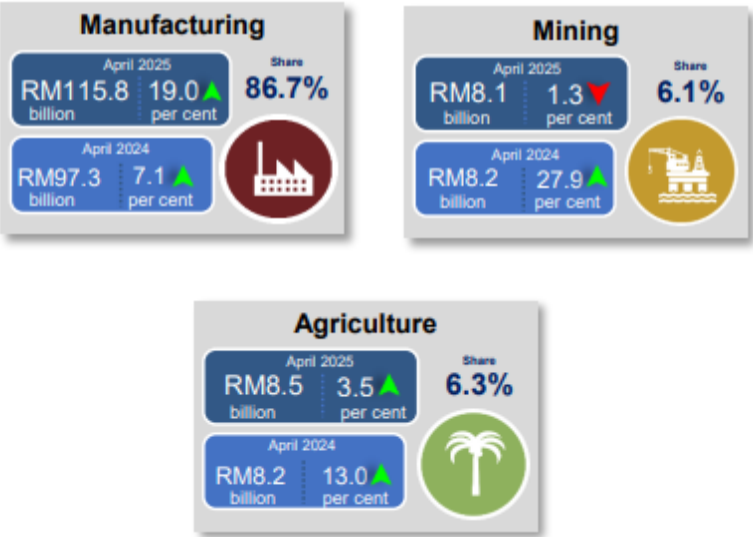 Manufacturing
April 2025
RM115.8 19.0
billion per cent
Share
86.7%
April 2024
RM97.3 7.1
billion per cent
Mining
April 2025
RM8.1 1.3
billion per cent
Share
6.1%
April 2024
RM8.2 27.9
billion per cent
Agriculture
April 2025
RM8.5 3.5
billion per cent
Share
6.3%
April 2024
RM8.2 13.0
billion per cent